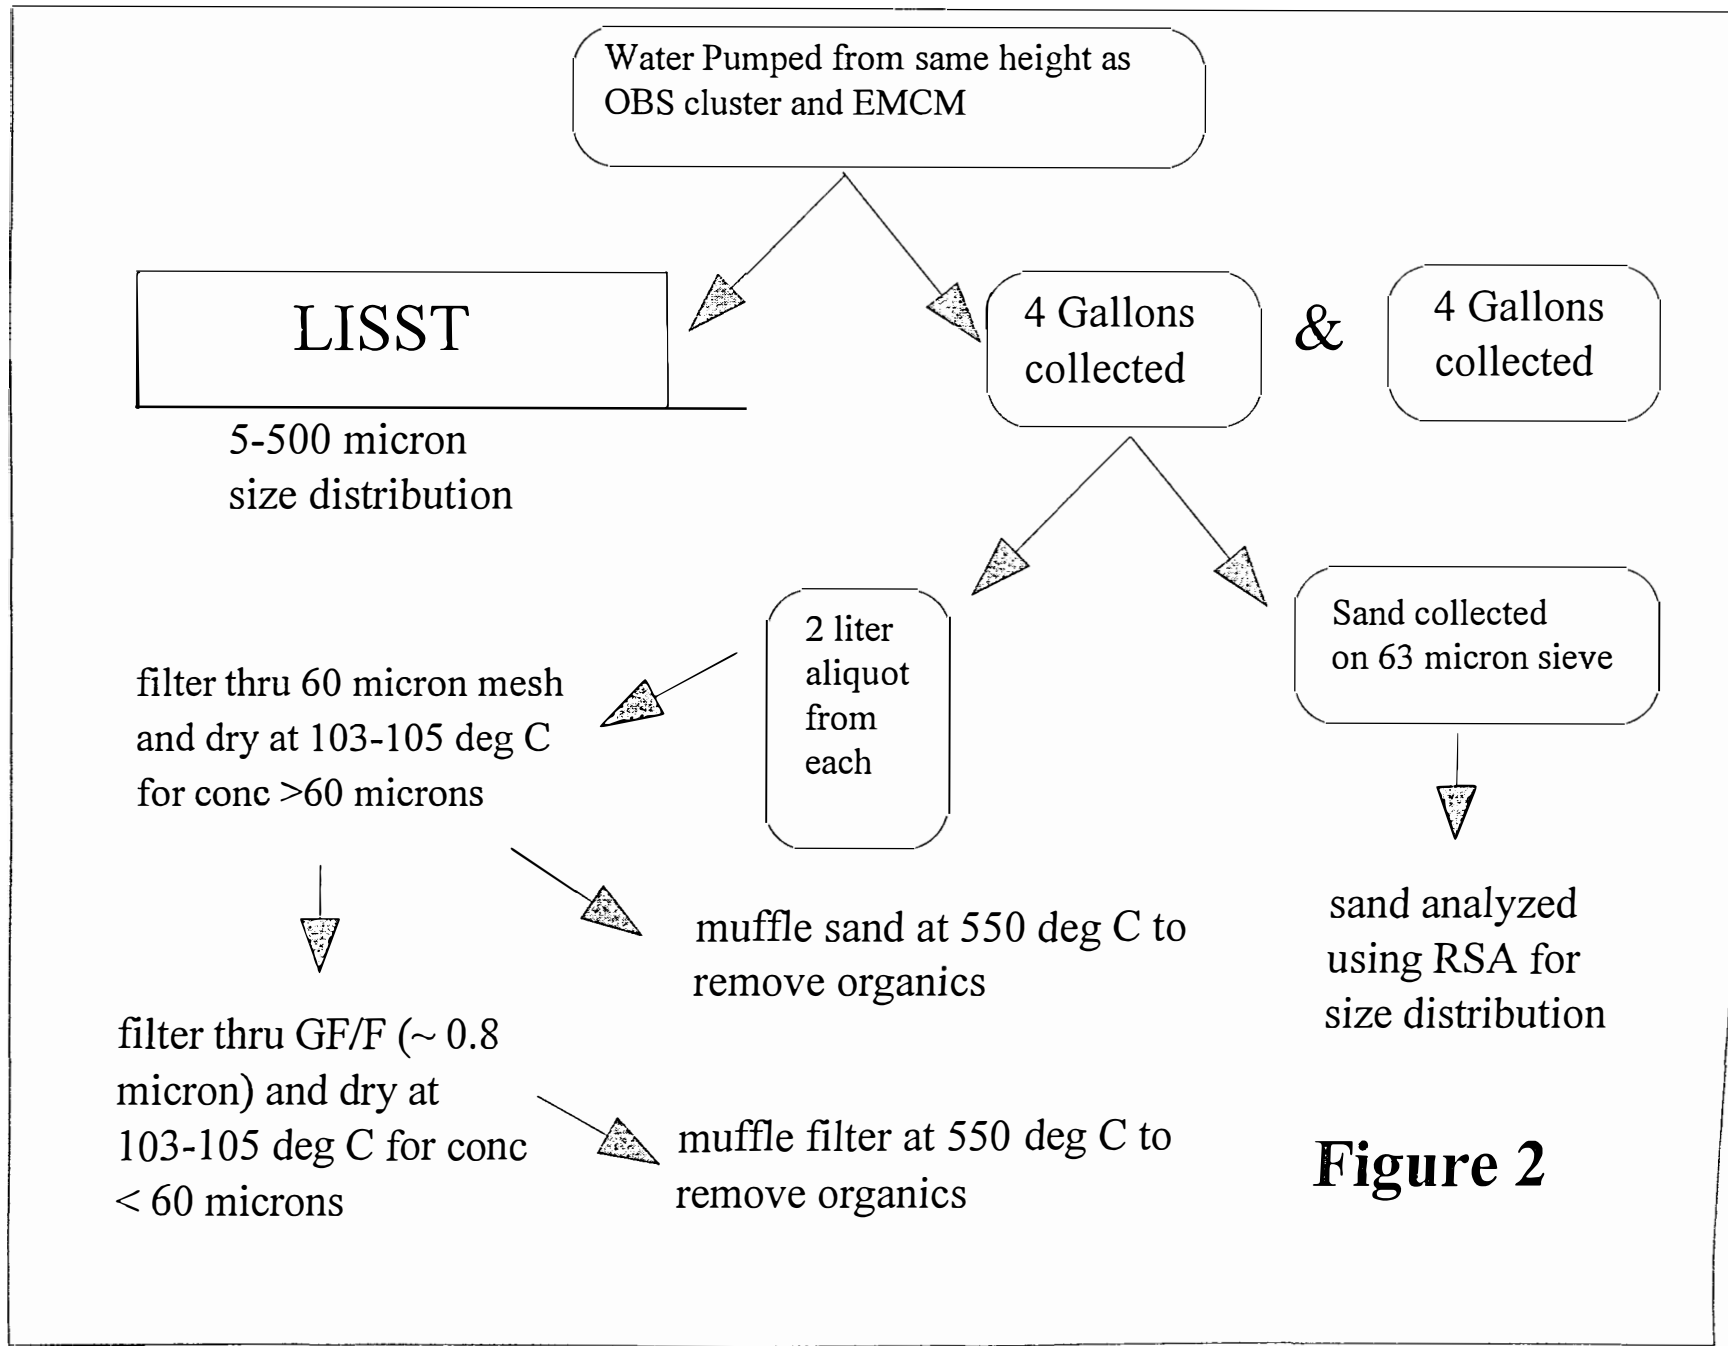 Water Pumped from same height as
OBS cluster and EMCM
LISST
5-500 micron
size distribution
4 Gallons
collected
&
4 Gallons
collected
2 liter
aliquot
from
each
Sand collected
on 63 micron sieve
filter thru 60 micron mesh
and dry at 103-105 deg C
for conc >60 microns
muffle sand at 550 deg C to
remove organics
sand analyzed
using RSA for
size distribution
filter thru GF/F (~ 0.8
micron) and dry at
103-105 deg C for conc
< 60 microns
muffle filter at 550 deg C to
remove organics
Figure 2